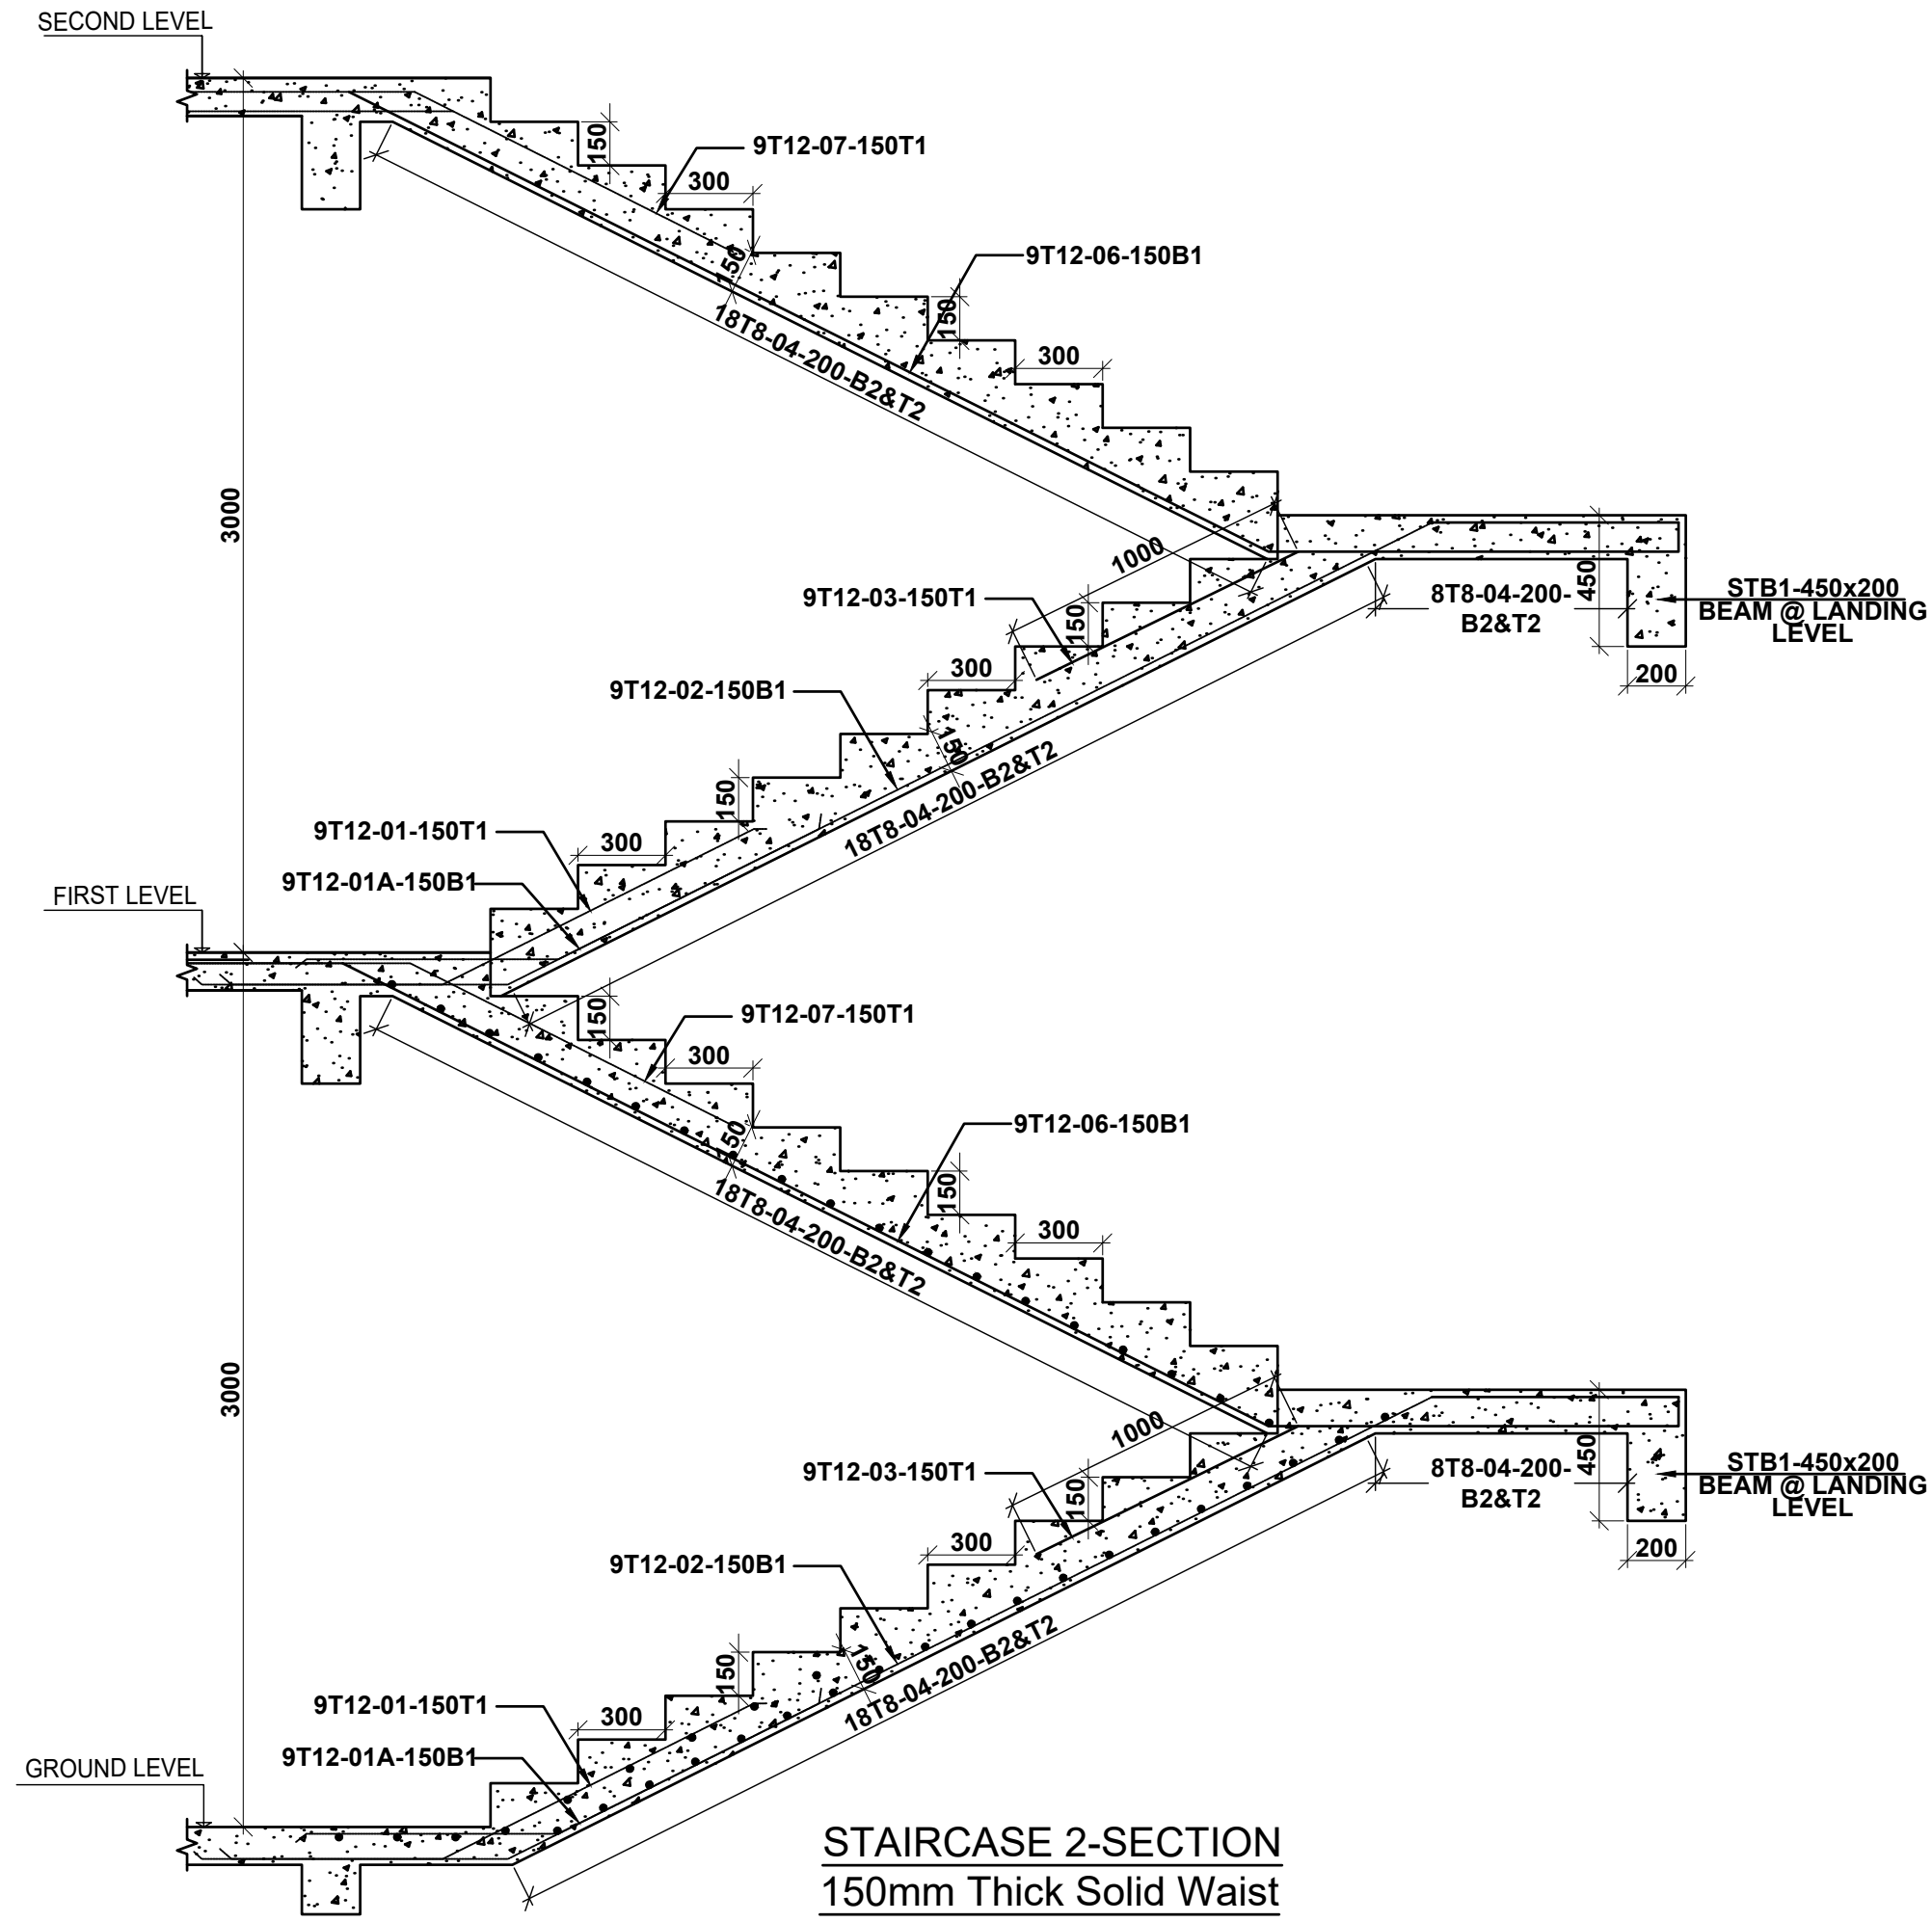 SECOND LEVEL
150
9T12-07-150T1
300
150
9T12-06-150B1
150
18T8-04-200-B2&T2
300
3000
1000
9T12-03-150T1
150
450
8T8-04-200-
B2&T2
STB1-450x200
BEAM @ LANDING
LEVEL
300
200
9T12-02-150B1
150
150
18T8-04-200-B2&T2
9T12-01-150T1
300
9T12-01A-150B1
FIRST LEVEL
150
9T12-07-150T1
300
150
9T12-06-150B1
150
18T8-04-200-B2&T2
300
3000
1000
9T12-03-150T1
150
450
8T8-04-200-
B2&T2
STB1-450x200
BEAM @ LANDING
LEVEL
300
200
9T12-02-150B1
150
150
18T8-04-200-B2&T2
9T12-01-150T1
300
9T12-01A-150B1
GROUND LEVEL
STAIRCASE 2-SECTION
150mm Thick Solid Waist